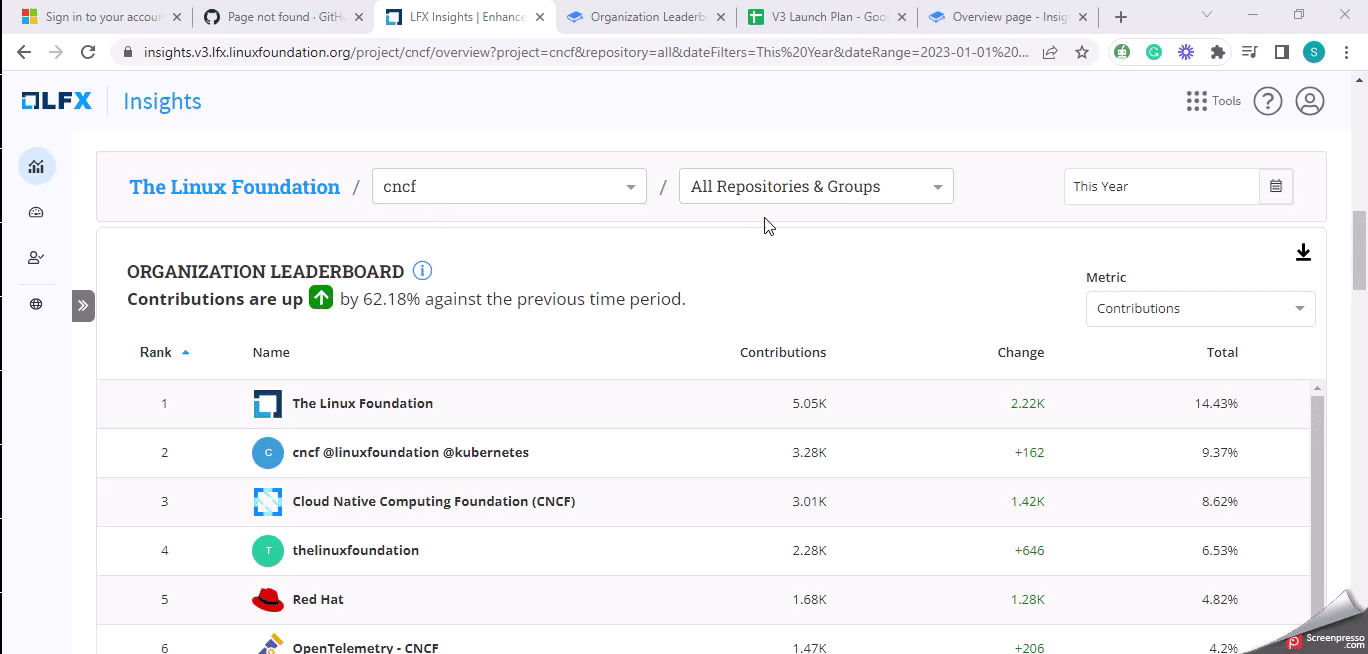 Sign in to your accou
Page not found · GitH
LFX Insights | Enhance
Organization Leaderb
V3 Launch Plan - Goo
Overview page - Insig
insights.v3.lfx.linuxfoundation.org/project/cncf/overview?project=cncf&repository=all&dateFilters=This%20Year&dateRange=2023-01-01%20...
S
LFX Insights
Tools
?
The Linux Foundation / cncf / All Repositories & Groups
This Year
ORGANIZATION LEADERBOARD i
Contributions are up by 62.18% against the previous time period.
Metric
Contributions
Rank Name Contributions Change Total
1 The Linux Foundation 5.05K 2.22K 14.43%
2 C cncf @linuxfoundation @kubernetes 3.28K +162 9.37%
3 Cloud Native Computing Foundation (CNCF) 3.01K 1.42K 8.62%
4 T thelinuxfoundation 2.28K +646 6.53%
5 Red Hat 1.68K 1.28K 4.82%
6 OpenTelemetry - CNCF 1.47K +206 4.2%
Screenpresso
.com